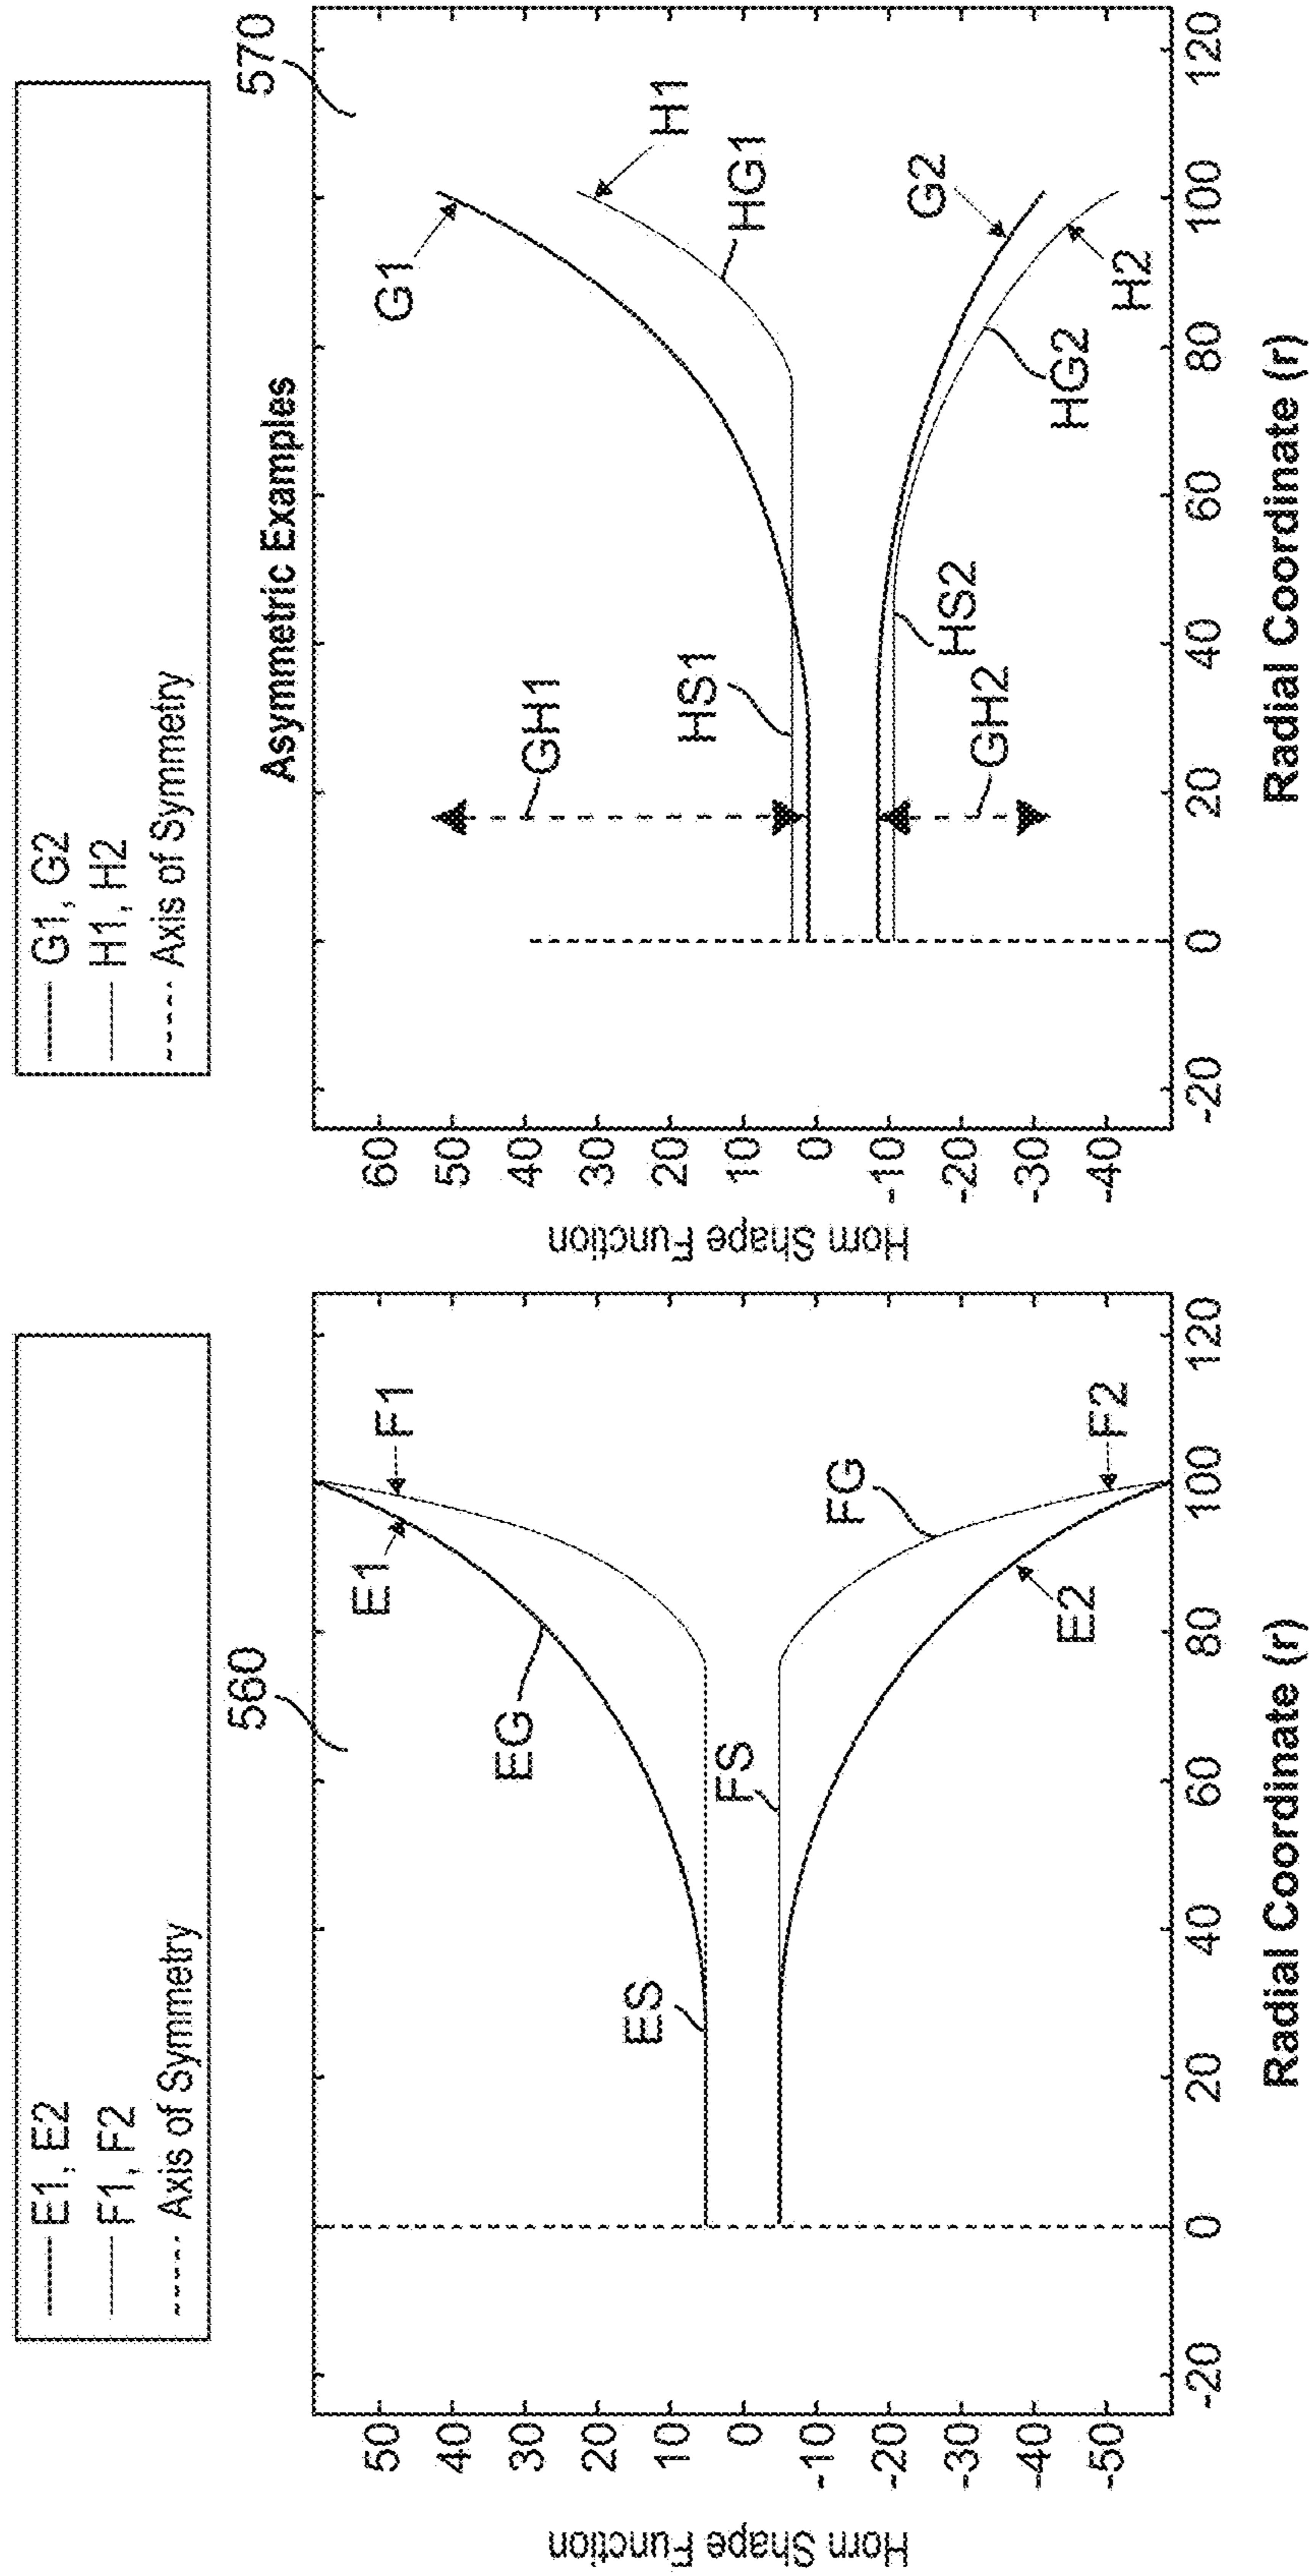 E1, E2
F1, F2
Axis of Symmetry
560
Horn Shape Function
50
40
30
20
10
0
-10
-20
-30
-40
-50
E1
F1
EG
ES
FS
FG
E2
F2
-20
0
20
40
60
80
100
120
Radial Coordinate (r)
G1, G2
H1, H2
Axis of Symmetry
Asymmetric Examples
570
Horn Shape Function
60
50
40
30
20
10
0
-10
-20
-30
-40
G1
H1
GH1
HG1
HS1
G2
HS2
GH2
HG2
H2
-20
0
20
40
60
80
100
120
Radial Coordinate (r)